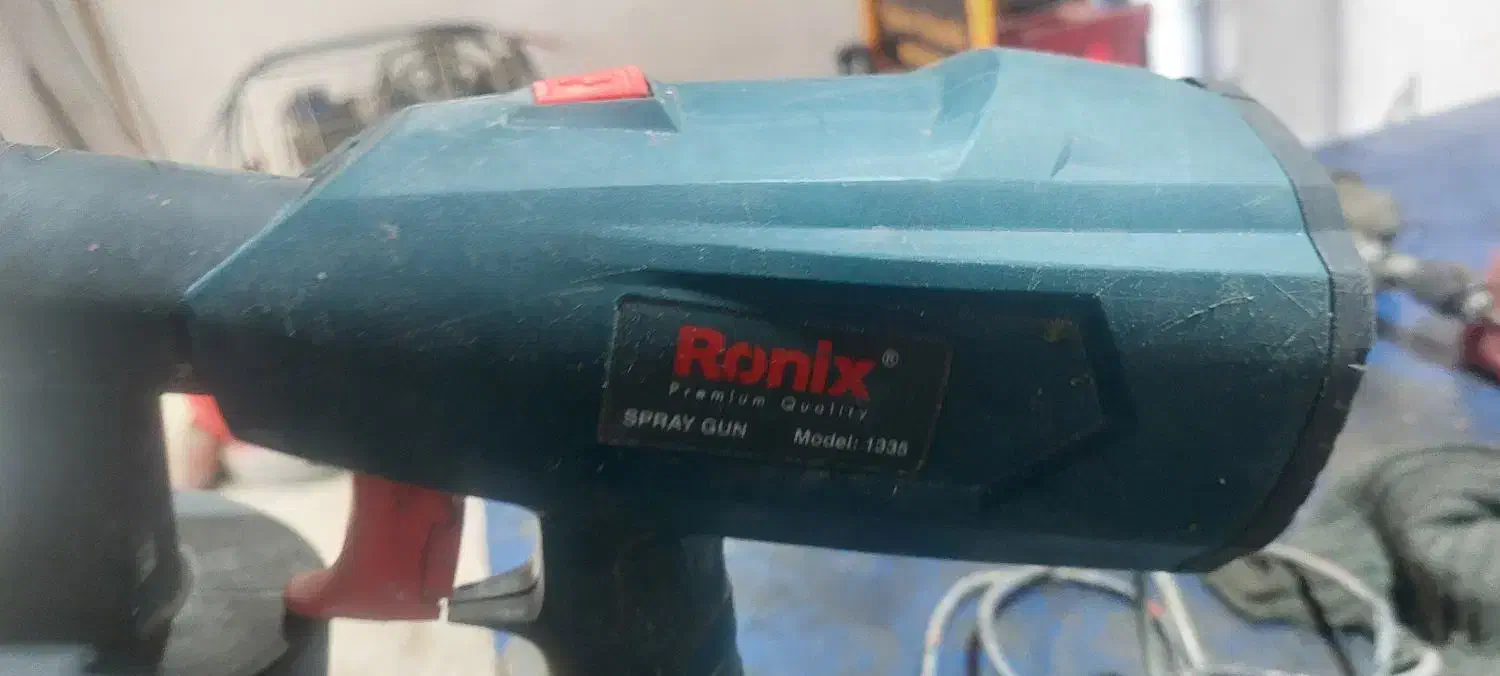 Ronix®
Premium Quality
SPRAY GUN Model: 1335